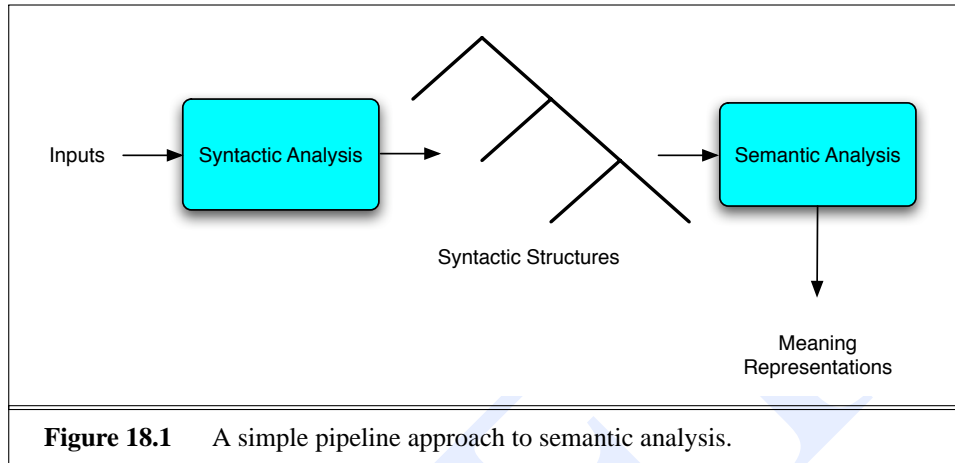 Inputs
Syntactic Analysis
Semantic Analysis
Syntactic Structures
Meaning
Representations
Figure 18.1 A simple pipeline approach to semantic analysis.